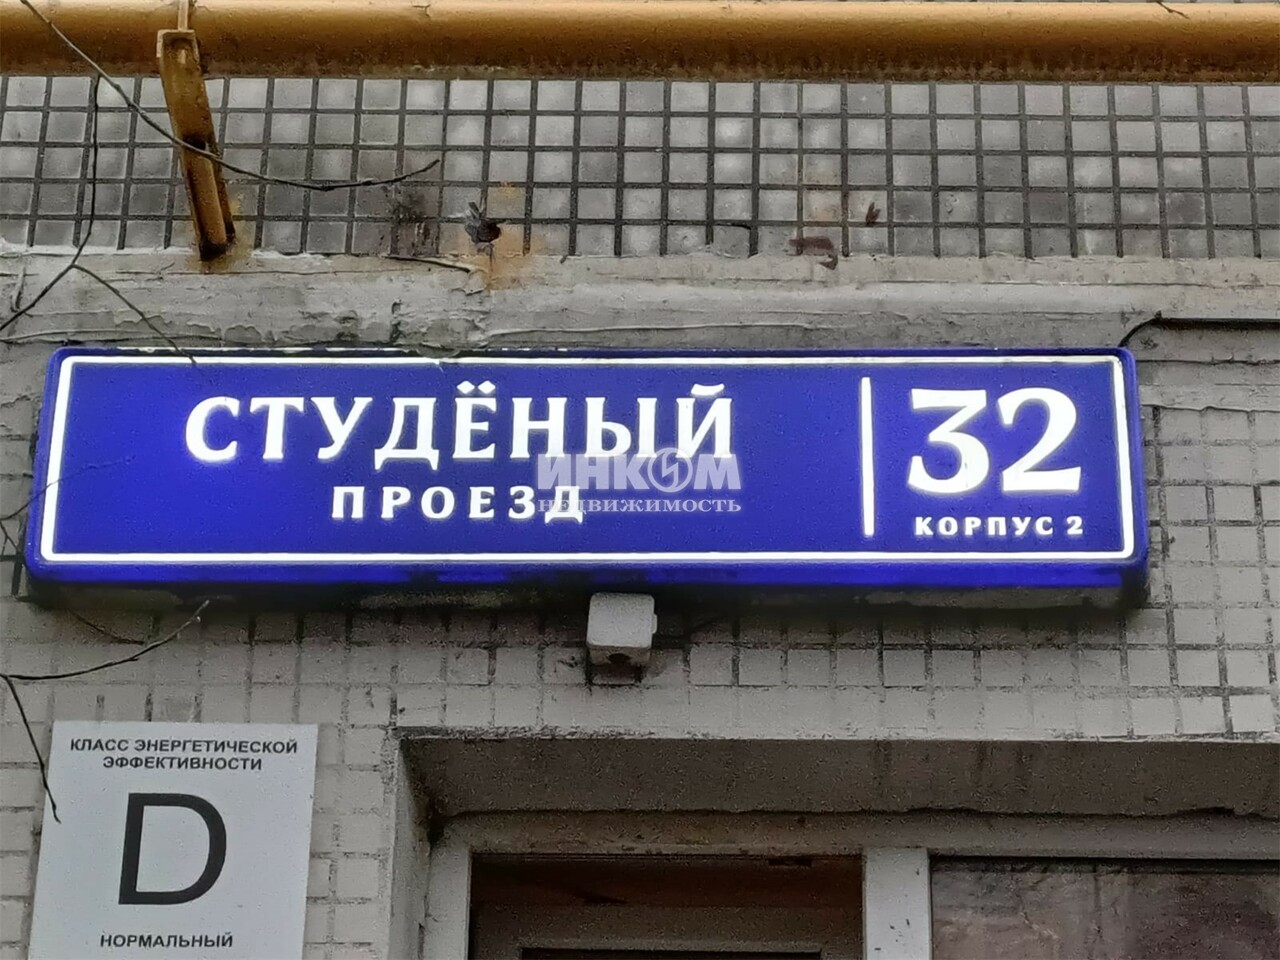 СТУДЁНЫЙ
ПРОЕЗД
32
КОРПУС 2
ИНКОМ
НЕДВИЖИМОСТЬ
КЛАСС ЭНЕРГЕТИЧЕСКОЙ
ЭФФЕКТИВНОСТИ
D
НОРМАЛЬНЫЙ